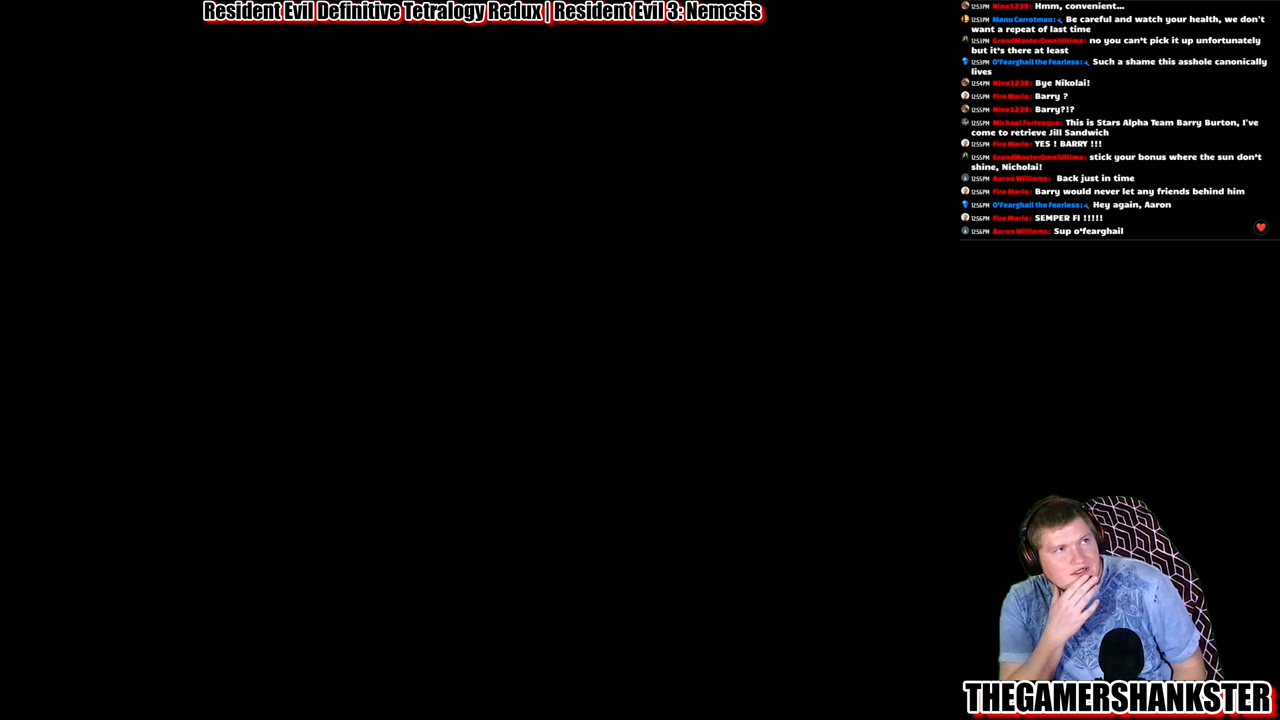 Resident Evil Definitive Tetralogy Redux | Resident Evil 3: Nemesis
12:53PM Nine1239: Hmm, convenient...
12:53PM Manu Carrotman: Be careful and watch your health, we don't
want a repeat of last time
12:53PM GrandMasterOmniUltima: no you can't pick it up unfortunately
but it's there at least
12:53PM O'Fearghail the Fearless: Such a shame this asshole canonically
lives
12:54PM Nine1239: Bye Nikolai!
12:55PM Fire Mario: Barry ?
12:55PM Nine1239: Barry?!?
12:55PM Michael Fortesque: This is Stars Alpha Team Barry Burton, I've
come to retrieve Jill Sandwich
12:55PM Fire Mario: YES ! BARRY !!!
12:55PM GrandMasterOmniUltima: stick your bonus where the sun don't
shine, Nicholai!
12:55PM Aaron Williams: Back just in time
12:56PM Fire Mario: Barry would never let any friends behind him
12:56PM O'Fearghail the Fearless: Hey again, Aaron
12:56PM Fire Mario: SEMPER FI !!!!!
12:56PM Aaron Williams: Sup o'fearghail
THEGAMERSHANKSTER